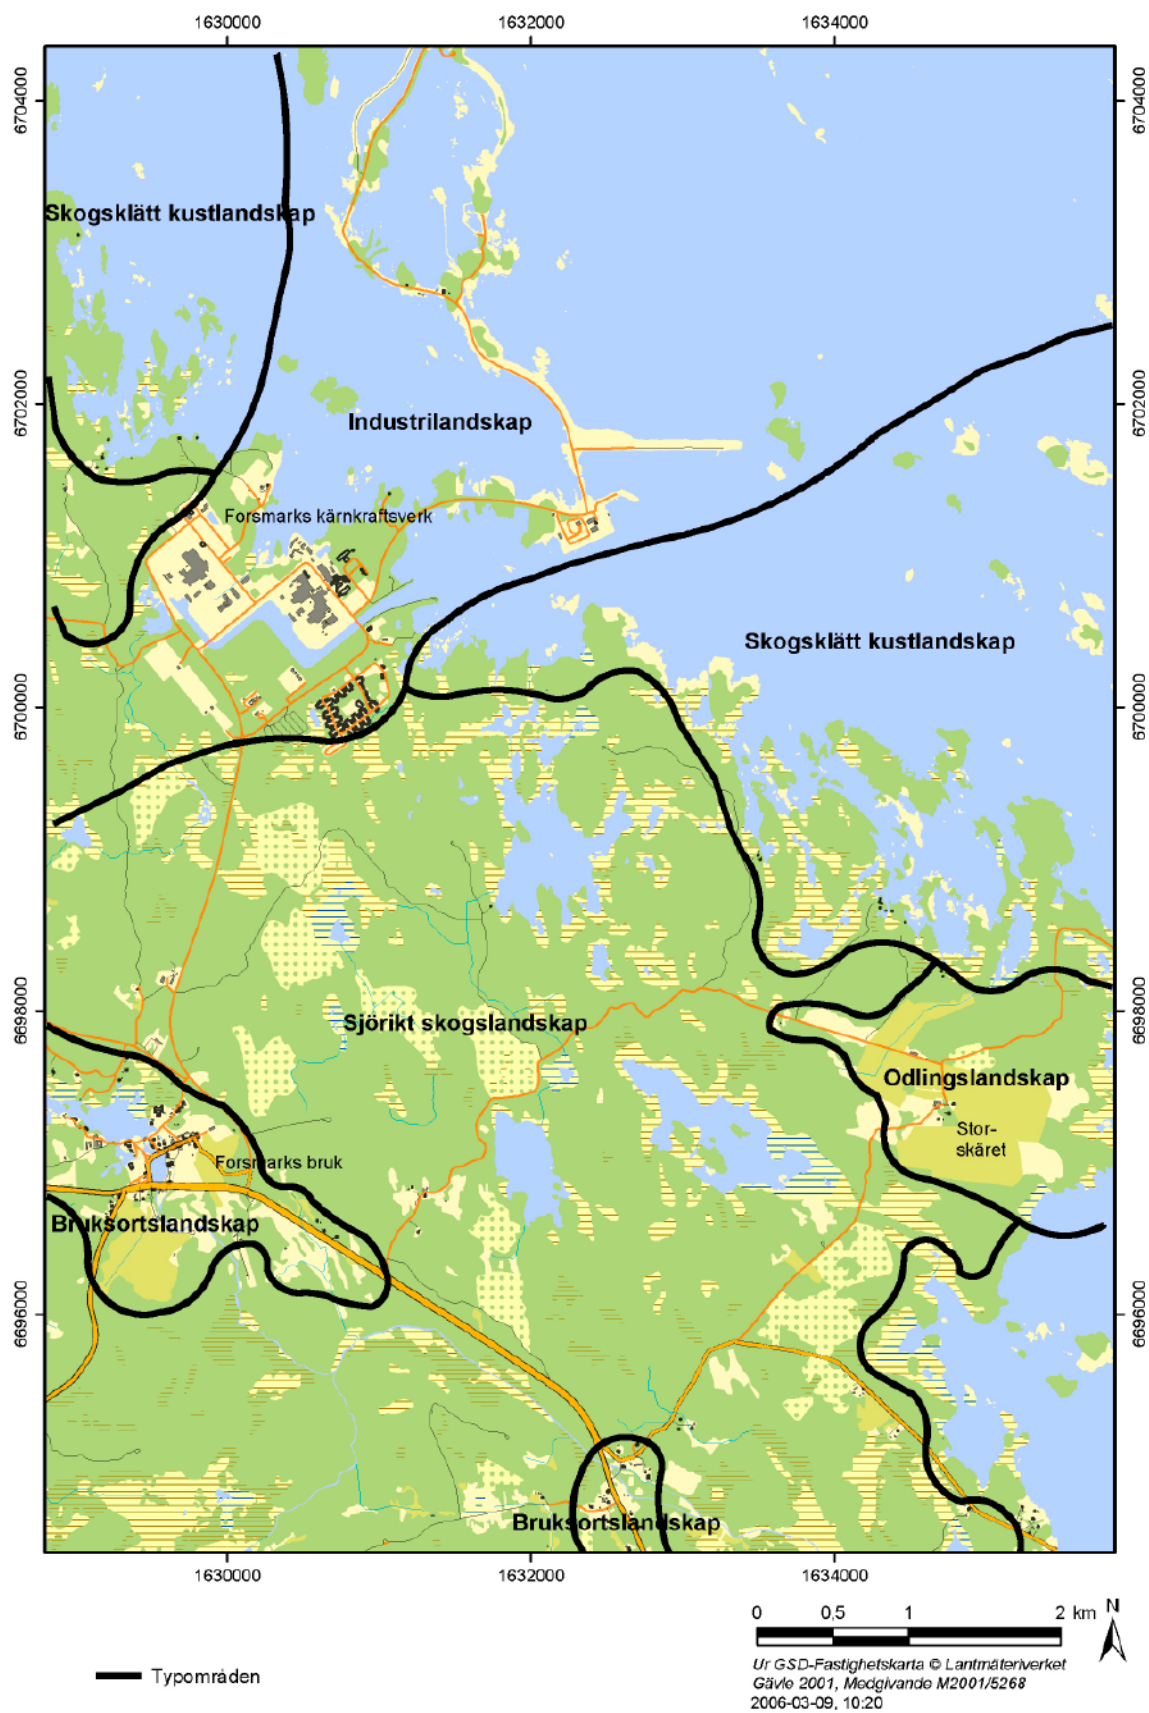 1630000 1632000 1634000
6704000 6704000
Skogsklätt kustlandskap
6702000 6702000
Industrilandskap
Forsmarks kärnkraftsverk
Skogsklätt kustlandskap
6700000 6700000
6698000 6698000
Sjörikt skogslandskap
Odlingslandskap
Stor-
skäret
Forsmarks bruk
Bruksortslandskap
6696000 6696000
Bruksortslandskap
1630000 1632000 1634000
0 0,5 1 2 km N
Typområden
Ur GSD-Fastighetskarta © Lantmäteriverket
Gävle 2001, Medgivande M2001/5268
2006-03-09, 10:20